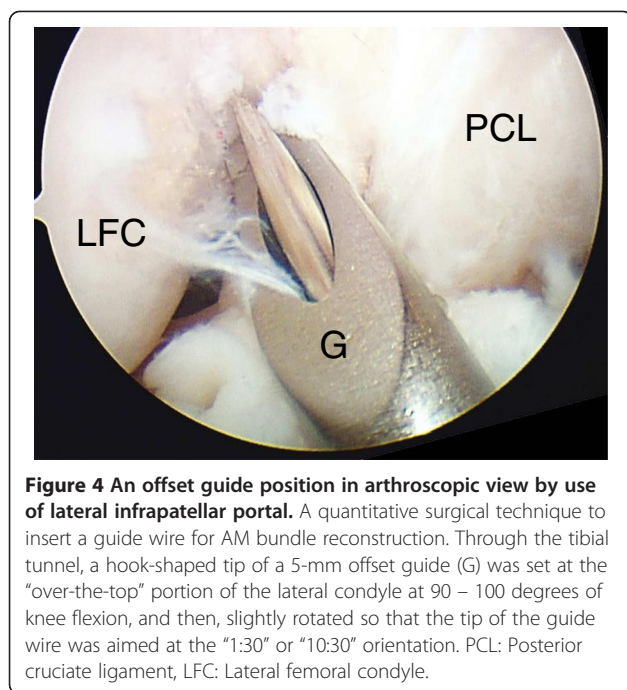 PCL
LFC
G
Figure 4 An offset guide position in arthroscopic view by use
of lateral infrapatellar portal. A quantitative surgical technique to
insert a guide wire for AM bundle reconstruction. Through the tibial
tunnel, a hook-shaped tip of a 5-mm offset guide (G) was set at the
“over-the-top” portion of the lateral condyle at 90 – 100 degrees of
knee flexion, and then, slightly rotated so that the tip of the guide
wire was aimed at the “1:30” or “10:30” orientation. PCL: Posterior
cruciate ligament, LFC: Lateral femoral condyle.